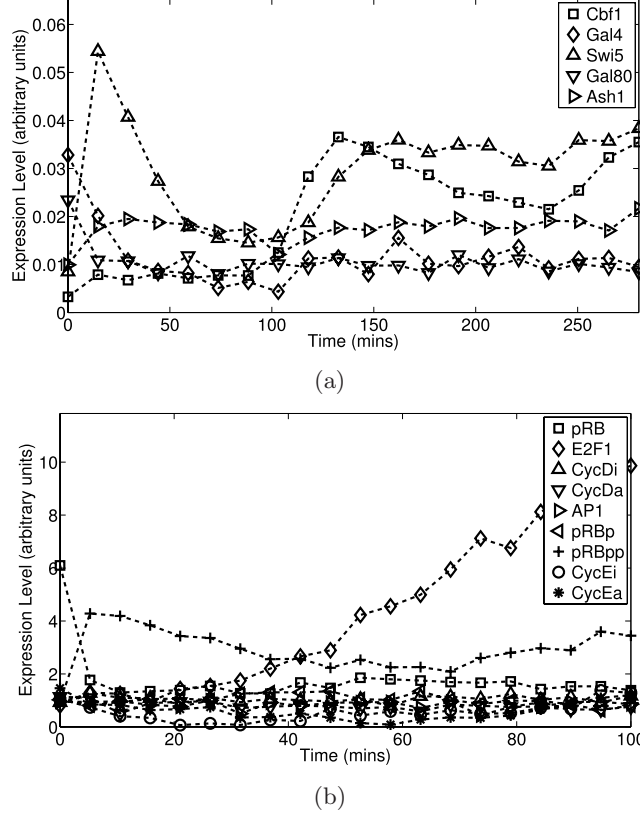 0.06
0.05
0.04
0.03
0.02
0.01
0
Expression Level (arbitrary units)
0 50 100 150 200 250
Time (mins)
Cbf1
Gal4
Swi5
Gal80
Ash1
(a)
10
8
6
4
2
0
Expression Level (arbitrary units)
0 20 40 60 80 100
Time (mins)
pRB
E2F1
CycDi
CycDa
AP1
pRBp
pRBpp
CycEi
CycEa
(b)